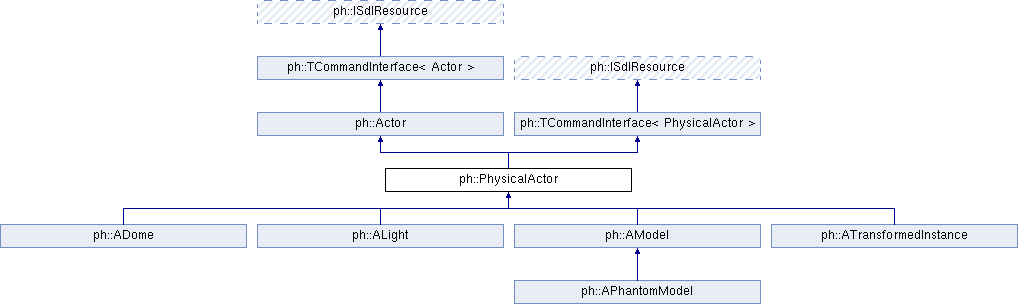 ph::ISdlResource
ph::TCommandInterface< Actor >
ph::ISdlResource
ph::Actor
ph::TCommandInterface< PhysicalActor >
ph::PhysicalActor
ph::ADome
ph::ALight
ph::AModel
ph::ATransformedInstance
ph::APhantomModel